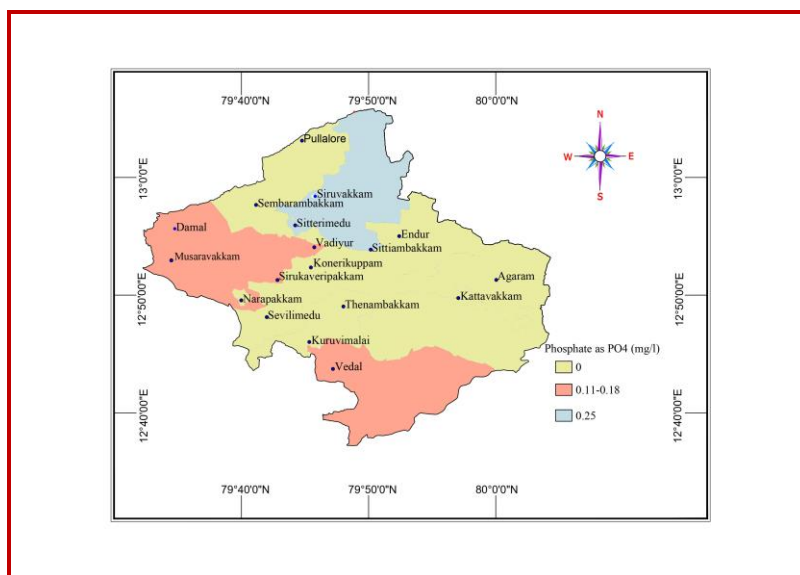 79°40'0"N 79°50'0"N 80°0'0"N
N
W E
S
13°0'0"E
13°0'0"E
Pullalore
Siruvakkam
Sembarambakkam
Sitterimedu
Damal
Endur
Vadiyur
Sittiambakkam
Musaravakkam
Konerikuppam
Sirukaveripakkam
Agaram
12°50'0"E
12°50'0"E
Narapakkam
Kattavakkam
Thenambakkam
Sevilimedu
Kuruvimalai
Vedal
Phosphate as PO4 (mg/l)
0
0.11-0.18
0.25
12°40'0"E
12°40'0"E
79°40'0"N 79°50'0"N 80°0'0"N